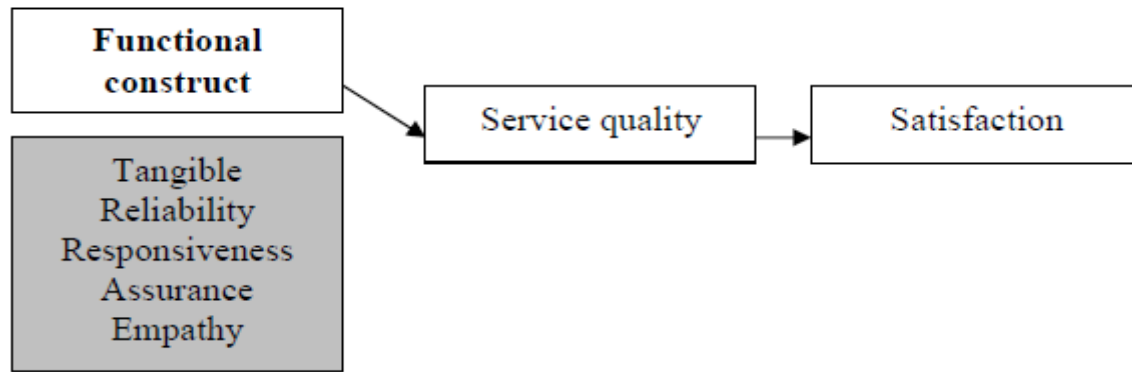 Functional
construct
Service quality
Satisfaction
Tangible
Reliability
Responsiveness
Assurance
Empathy